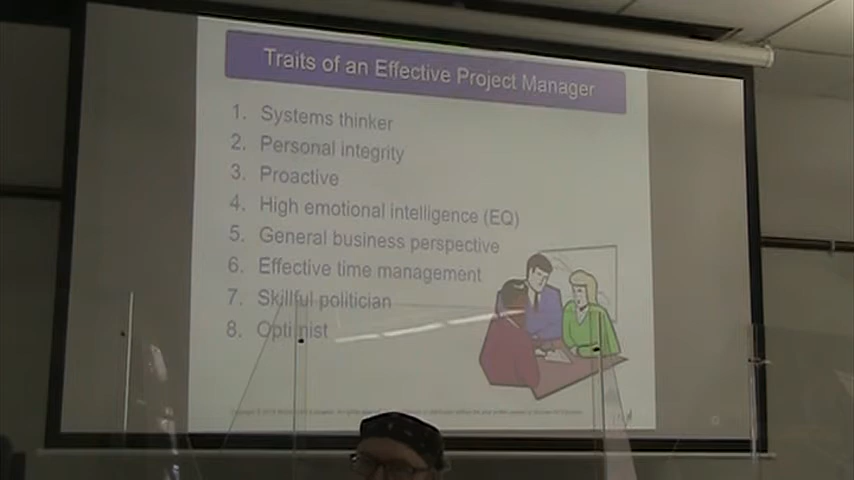 Traits of an Effective Project Manager
1. Systems thinker
2. Personal integrity
3. Proactive
4. High emotional intelligence (EQ)
5. General business perspective
6. Effective time management
7. Skillful politician
8. Optimist